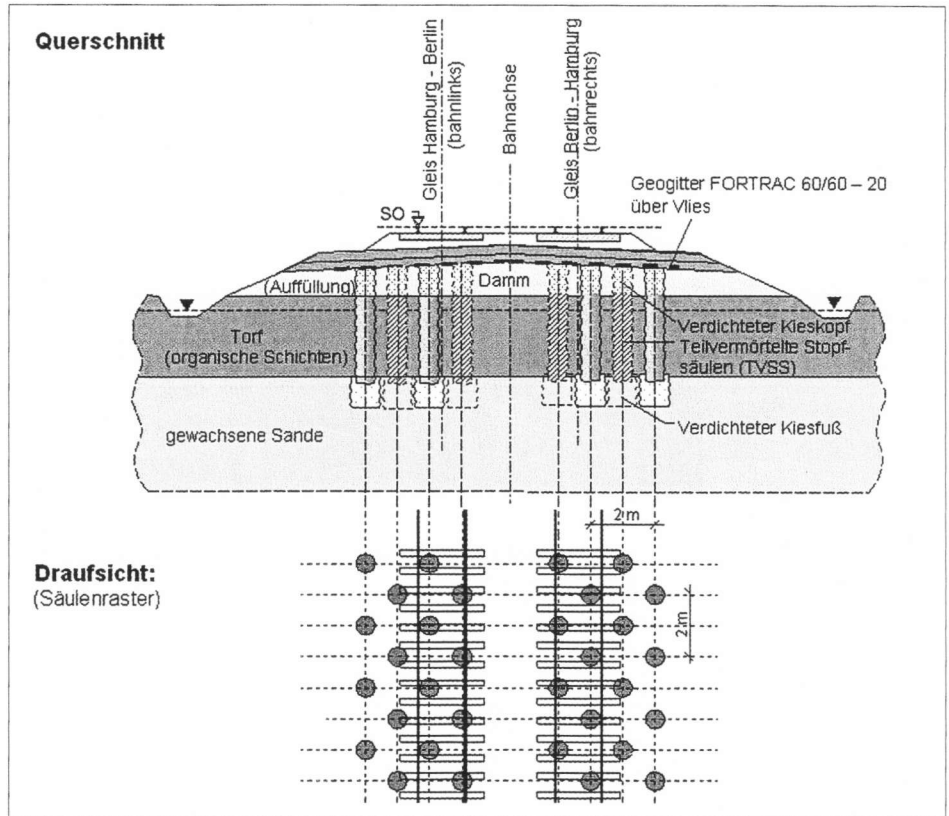 Querschnitt
Gleis Hamburg - Berlin
(bahnlinks)
Bahnachse
Gleis Berlin - Hamburg
(bahnrechts)
Geogitter FORTRAC 60/60 – 20
über Vlies
SO
(Auffüllung)
Damm
Verdichteter Kieskopf
Torf
(organische Schichten)
Teilvermörtelte Stopf-
säulen (TVSS)
gewachsene Sande
Verdichteter Kiesfuß
2 m
Draufsicht:
(Säulenraster)
2 m